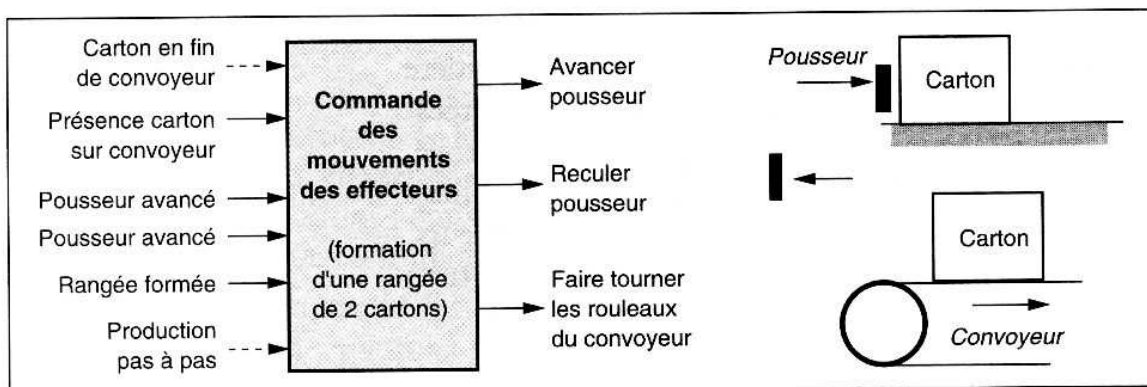 Carton en fin
de convoyeur
Présence carton
sur convoyeur
Pousseur avancé
Pousseur avancé
Rangée formée
Production
pas à pas
Commande
des
mouvements
des effecteurs
(formation
d'une rangée
de 2 cartons)
Avancer
pousseur
Reculer
pousseur
Faire tourner
les rouleaux
du convoyeur
Pousseur
Carton
Carton
Convoyeur